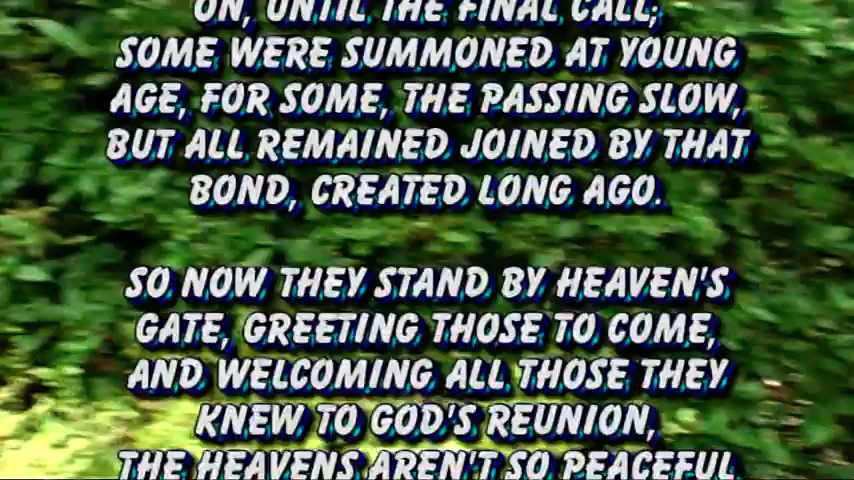 ON, UNTIL THE FINAL CALL;
SOME WERE SUMMONED AT YOUNG
AGE, FOR SOME, THE PASSING SLOW,
BUT ALL REMAINED JOINED BY THAT
BOND, CREATED LONG AGO.
SO NOW THEY STAND BY HEAVEN'S
GATE, GREETING THOSE TO COME,
AND WELCOMING ALL THOSE THEY
KNEW TO GOD'S REUNION,
THE HEAVENS AREN'T SO PEACEFUL